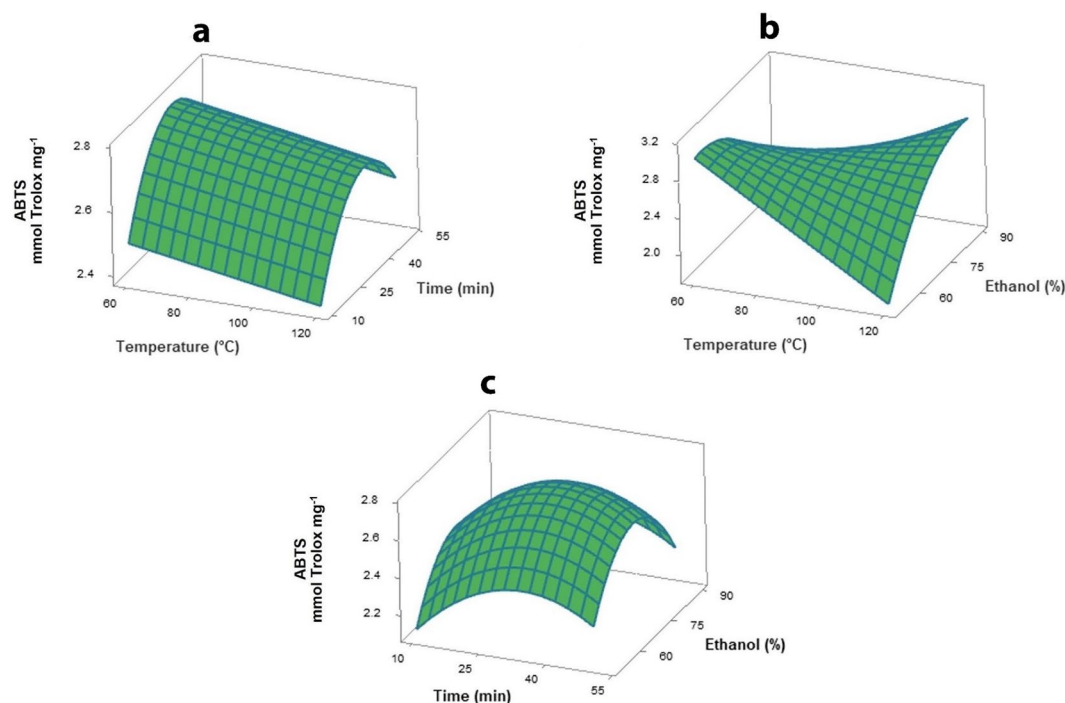 a
ABTS
mmol Trolox mg-1
2.8
2.6
2.4
60
80
100
120
Temperature (°C)
10
25
40
55
Time (min)
b
ABTS
mmol Trolox mg-1
3.2
2.8
2.4
2.0
60
80
100
120
Temperature (°C)
60
75
90
Ethanol (%)
c
ABTS
mmol Trolox mg-1
2.8
2.6
2.4
2.2
10
25
40
55
Time (min)
60
75
90
Ethanol (%)